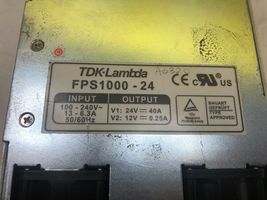 TDK-Lambda
FPS1000 - 24
INPUT
100 - 240V~
13 - 6.3A
50/60Hz
OUTPUT
V1: 24V 40A
V2: 12V 0.25A
CE c UL US
BAUART
GEPRÜFT
TYPE
APPROVED